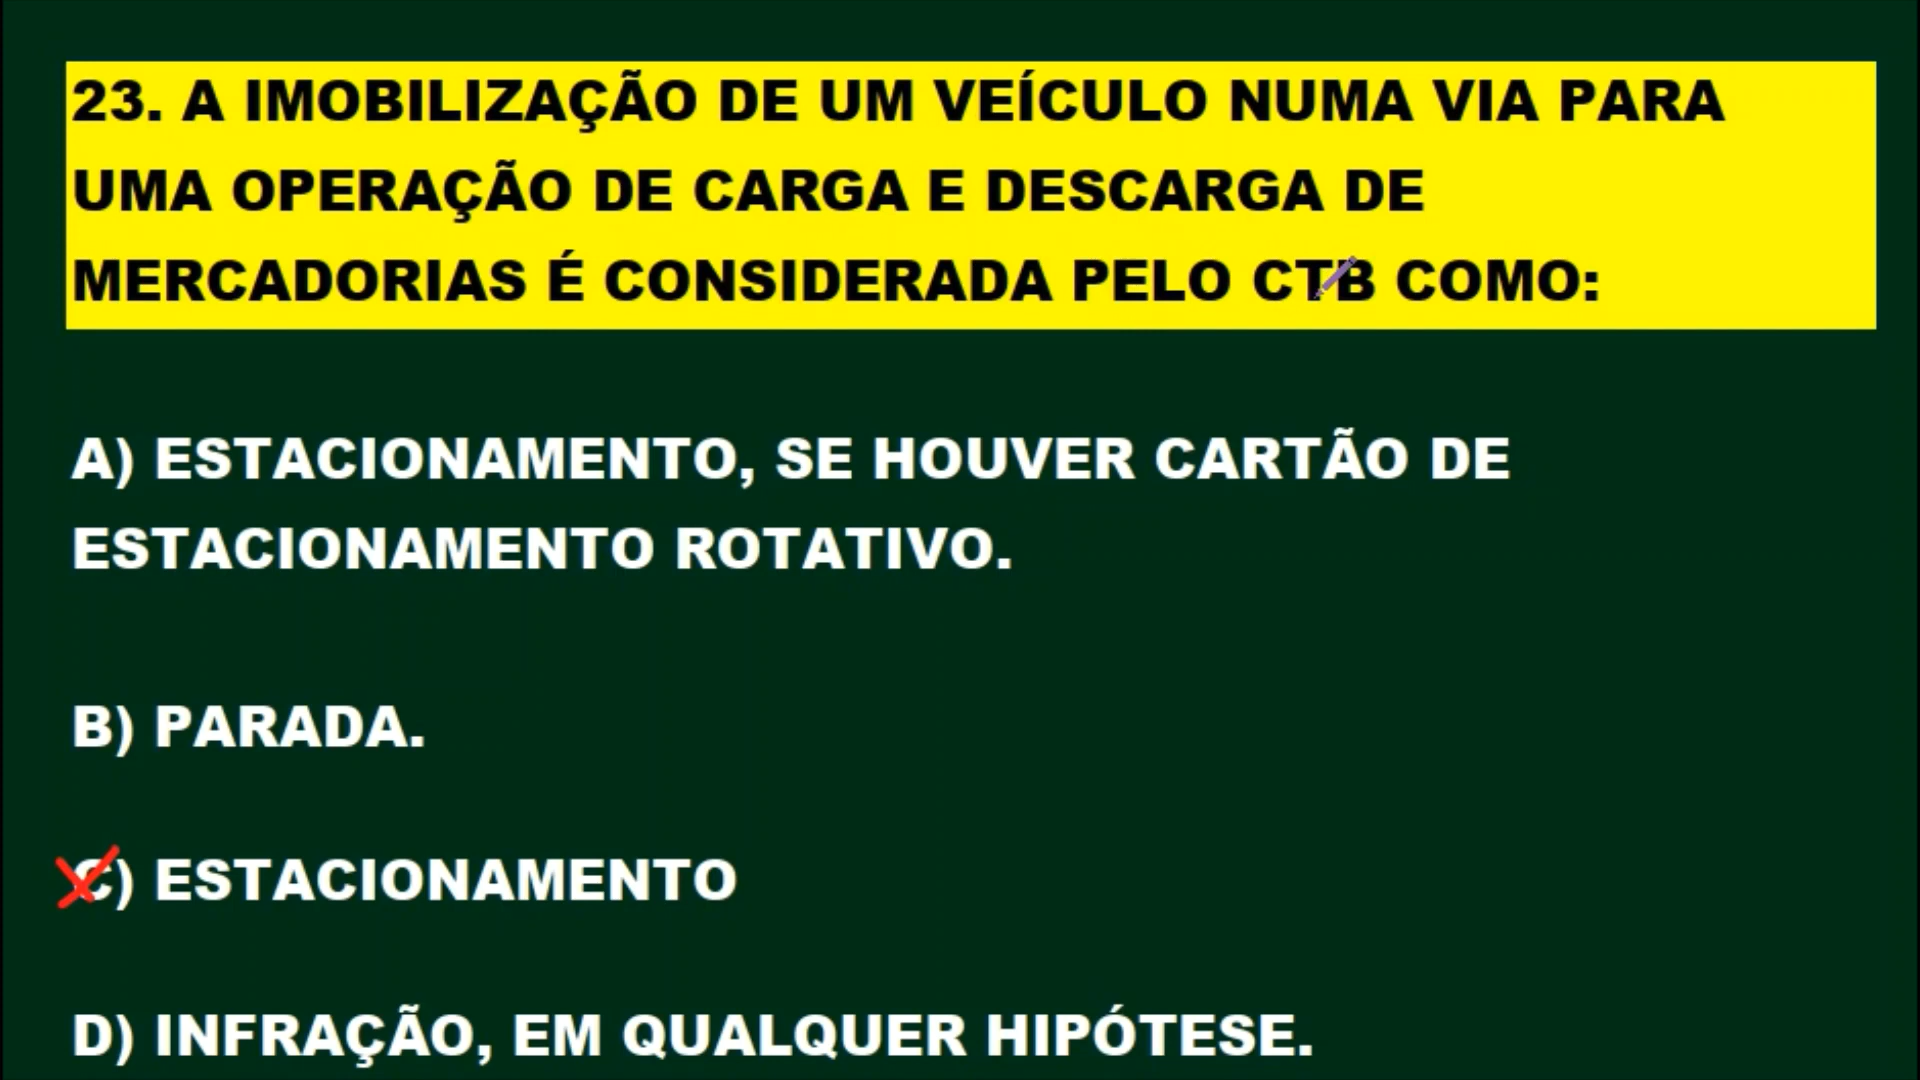 23. A IMOBILIZAÇÃO DE UM VEÍCULO NUMA VIA PARA
UMA OPERAÇÃO DE CARGA E DESCARGA DE
MERCADORIAS É CONSIDERADA PELO CTB COMO:
A) ESTACIONAMENTO, SE HOUVER CARTÃO DE
ESTACIONAMENTO ROTATIVO.
B) PARADA.
C) ESTACIONAMENTO
D) INFRAÇÃO, EM QUALQUER HIPÓTESE.